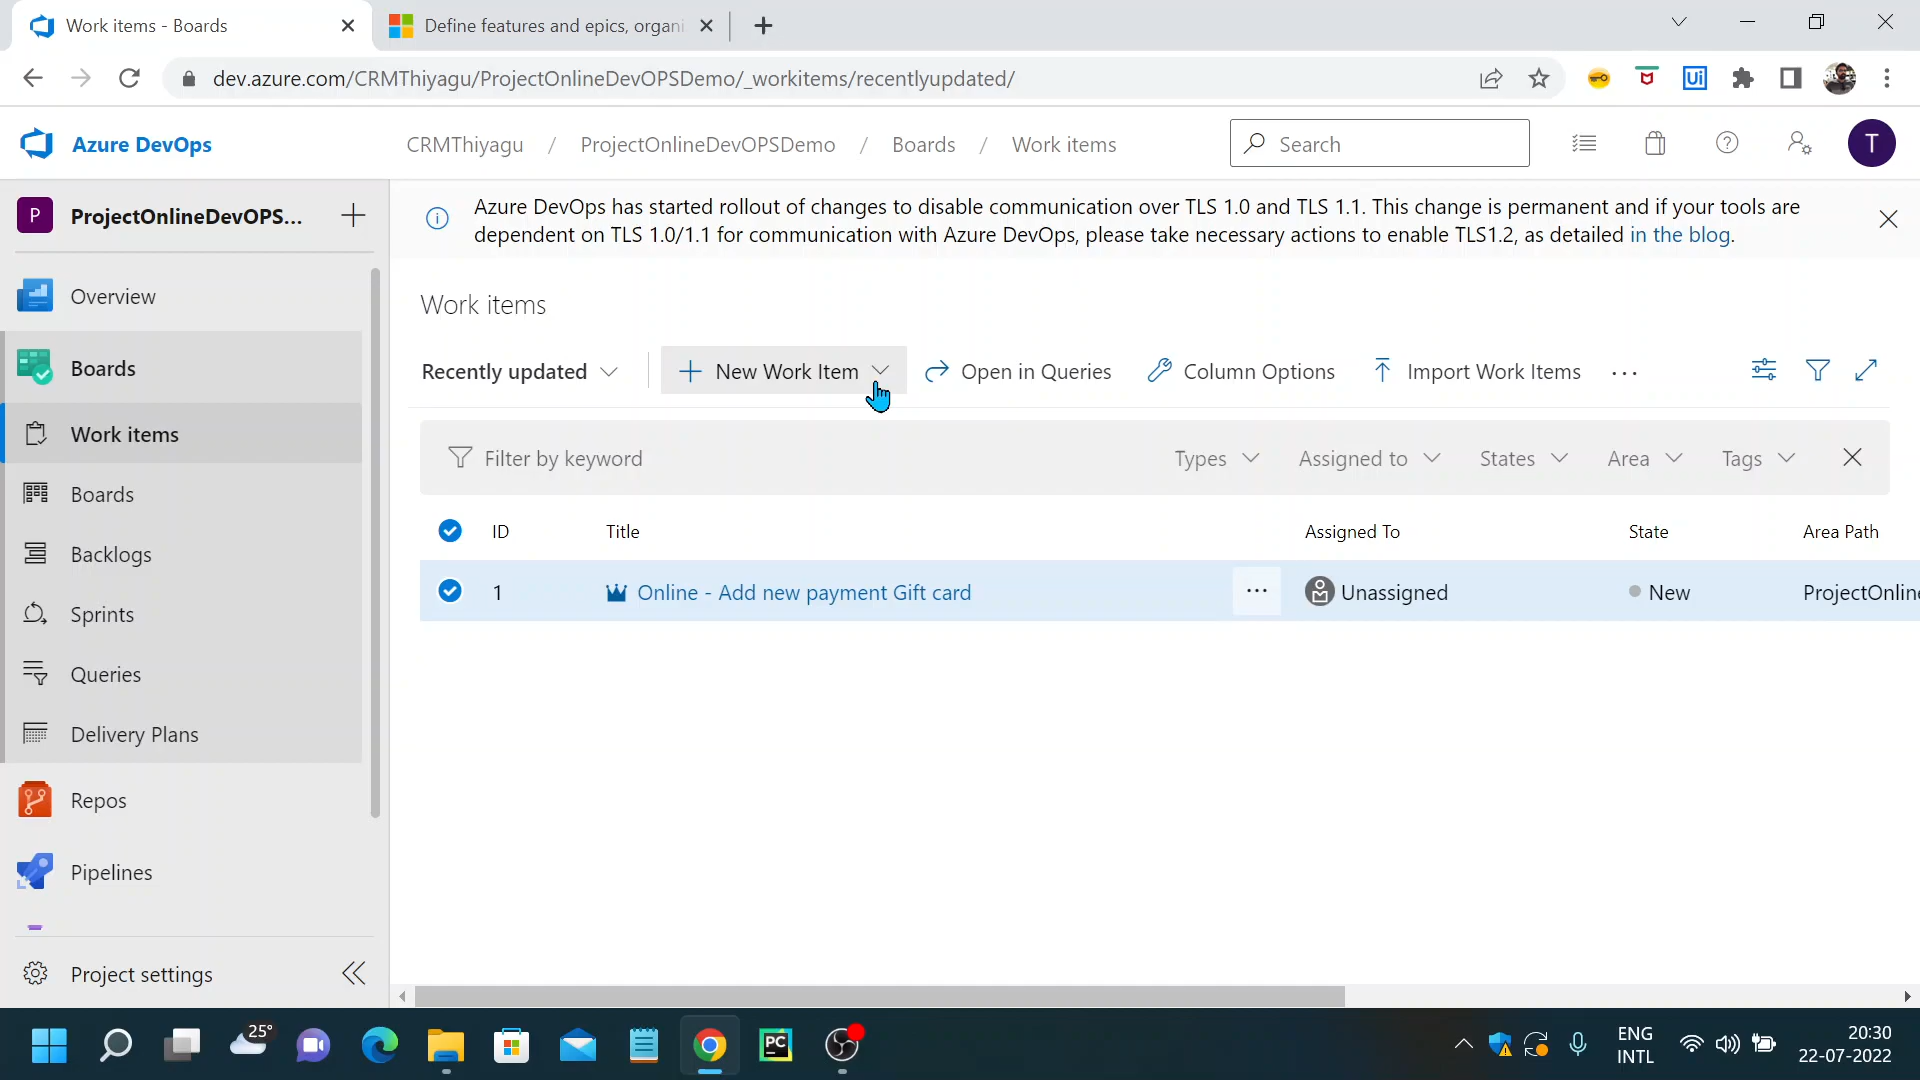 Work items - Boards
Define features and epics, organi
dev.azure.com/CRMThiyagu/ProjectOnlineDevOPSDemo/_workitems/recentlyupdated/
Ui
Azure DevOps
CRMThiyagu / ProjectOnlineDevOPSDemo / Boards / Work items
Search
T
P ProjectOnlineDevOPS...
Azure DevOps has started rollout of changes to disable communication over TLS 1.0 and TLS 1.1. This change is permanent and if your tools are
dependent on TLS 1.0/1.1 for communication with Azure DevOps, please take necessary actions to enable TLS1.2, as detailed in the blog.
Overview
Boards
Work items
Boards
Backlogs
Sprints
Queries
Delivery Plans
Repos
Pipelines
Project settings
Work items
Recently updated
New Work Item
Open in Queries
Column Options
Import Work Items
Filter by keyword
Types
Assigned to
States
Area
Tags
ID Title Assigned To State Area Path
1 Online - Add new payment Gift card ... Unassigned New ProjectOnline
25°
PC
ENG
INTL
20:30
22-07-2022